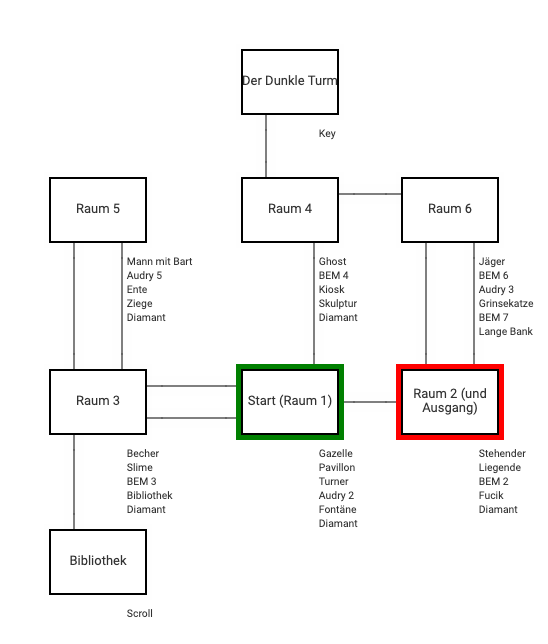 Der Dunkle Turm
Key
Raum 5
Raum 4
Raum 6
Mann mit Bart
Audry 5
Ente
Ziege
Diamant
Ghost
BEM 4
Kiosk
Skulptur
Diamant
Jäger
BEM 6
Audry 3
Grinsekatze
BEM 7
Lange Bank
Raum 3
Start (Raum 1)
Raum 2 (und
Ausgang)
Becher
Slime
BEM 3
Bibliothek
Diamant
Gazelle
Pavillon
Turner
Audry 2
Fontäne
Diamant
Stehender
Liegende
BEM 2
Fucik
Diamant
Bibliothek
Scroll